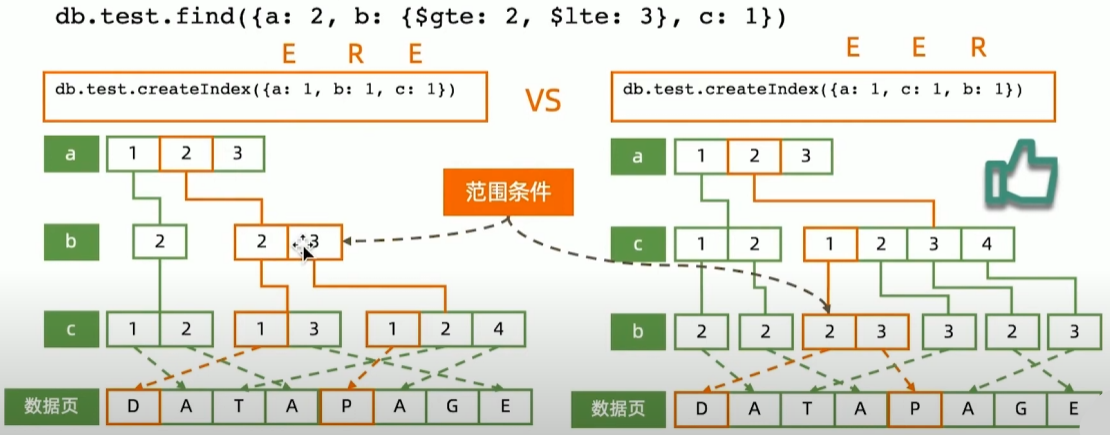 db.test.find({a: 2, b: {$gte: 2, $lte: 3}, c: 1})
E R E
E E R
db.test.createIndex({a: 1, b: 1, c: 1})
VS
db.test.createIndex({a: 1, c: 1, b: 1})
a 1 2 3
a 1 2 3
范围条件
b 2 2 3
c 1 2 1 2 3 4
c 1 2 1 3 1 2 4
b 2 2 2 3 3 2 3
数据页 D A T A P A G E
数据页 D A T A P A G E